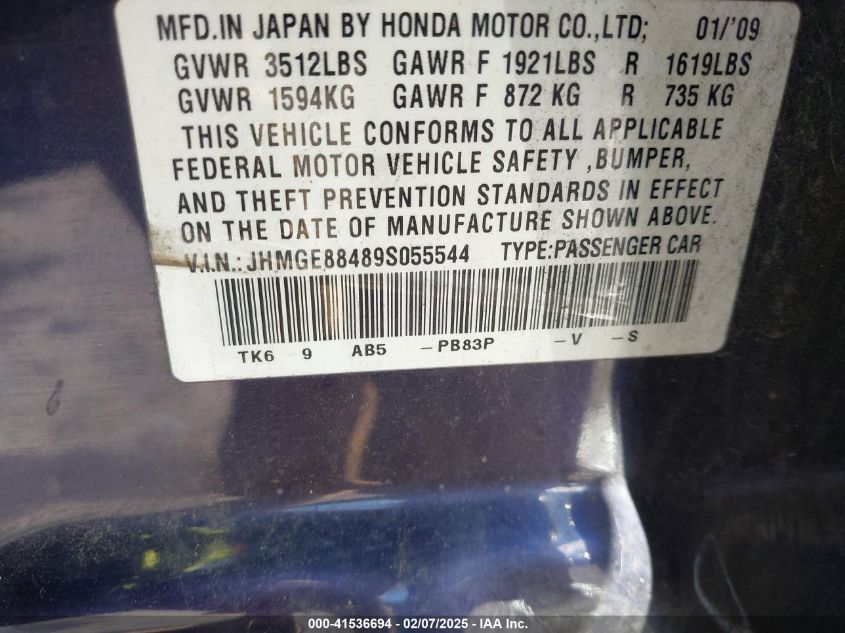 MFD.IN JAPAN BY HONDA MOTOR CO.,LTD; 01/'09
GVWR 3512LBS GAWR F 1921LBS R 1619LBS
GVWR 1594KG GAWR F 872 KG R 735 KG
THIS VEHICLE CONFORMS TO ALL APPLICABLE
FEDERAL MOTOR VEHICLE SAFETY ,BUMPER,
AND THEFT PREVENTION STANDARDS IN EFFECT
ON THE DATE OF MANUFACTURE SHOWN ABOVE.
V.I.N.: JHMGE88489S055544 TYPE:PASSENGER CAR
TK6 9 AB5 -PB83P -V -S
000-41536694 / 02/07/2025 - IAA Inc.